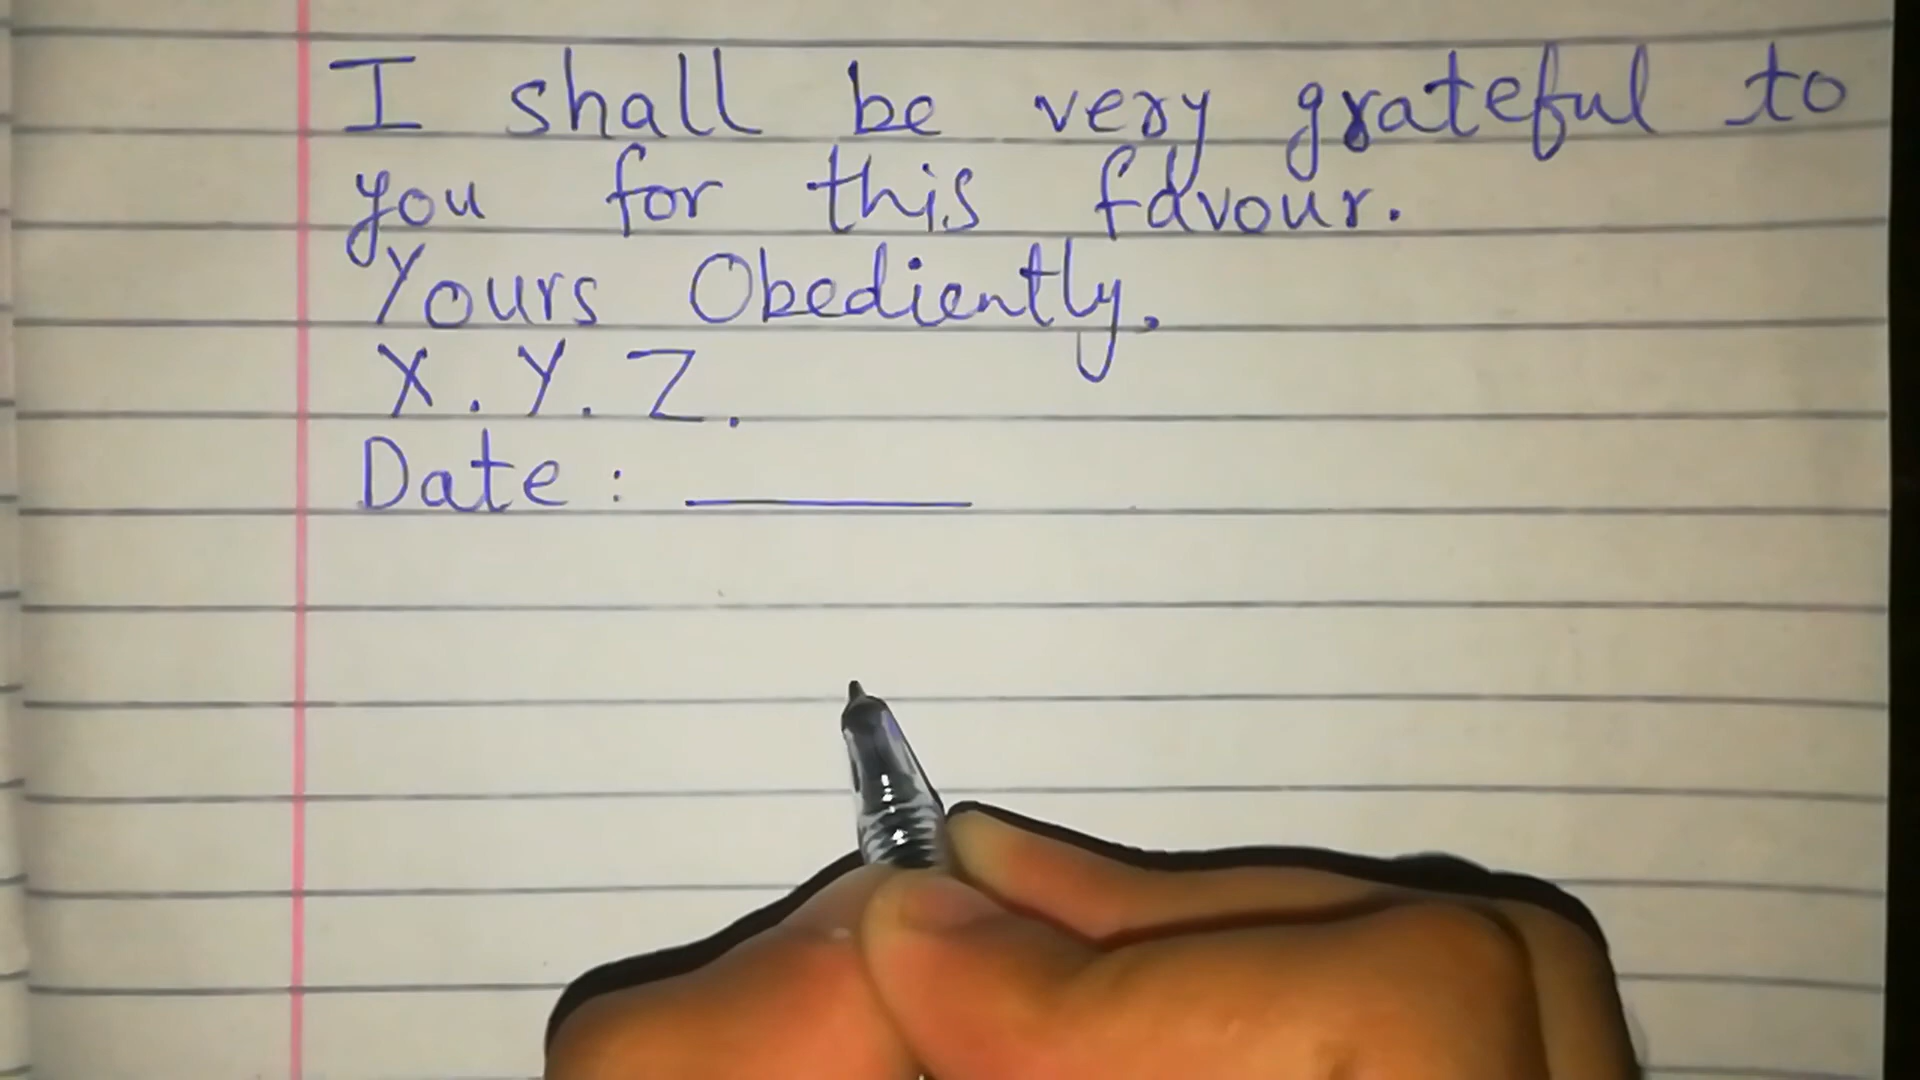 I shall be very grateful to
you for this favour.
Yours Obediently.
X.Y.Z.
Date: ______